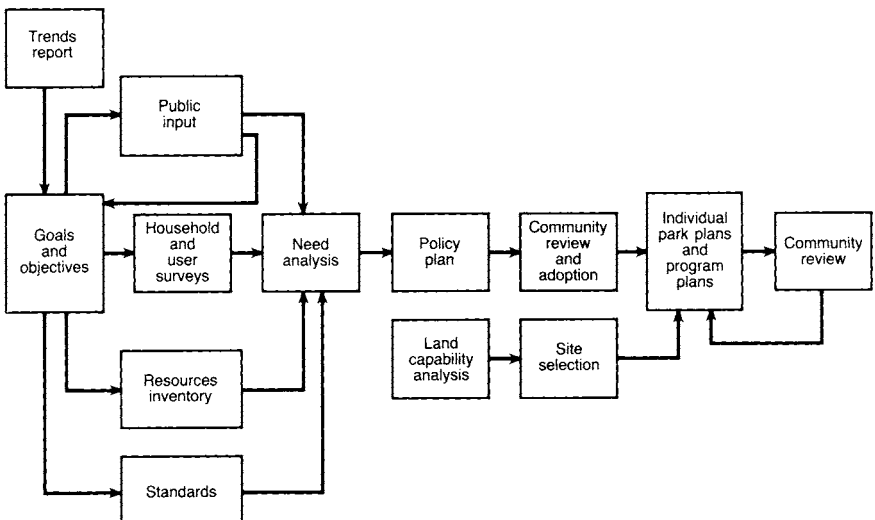 Trends
report
Public
input
Goals
and
objectives
Household
and
user
surveys
Need
analysis
Policy
plan
Community
review
and
adoption
Individual
park plans
and
program
plans
Community
review
Land
capability
analysis
Site
selection
Resources
inventory
Standards